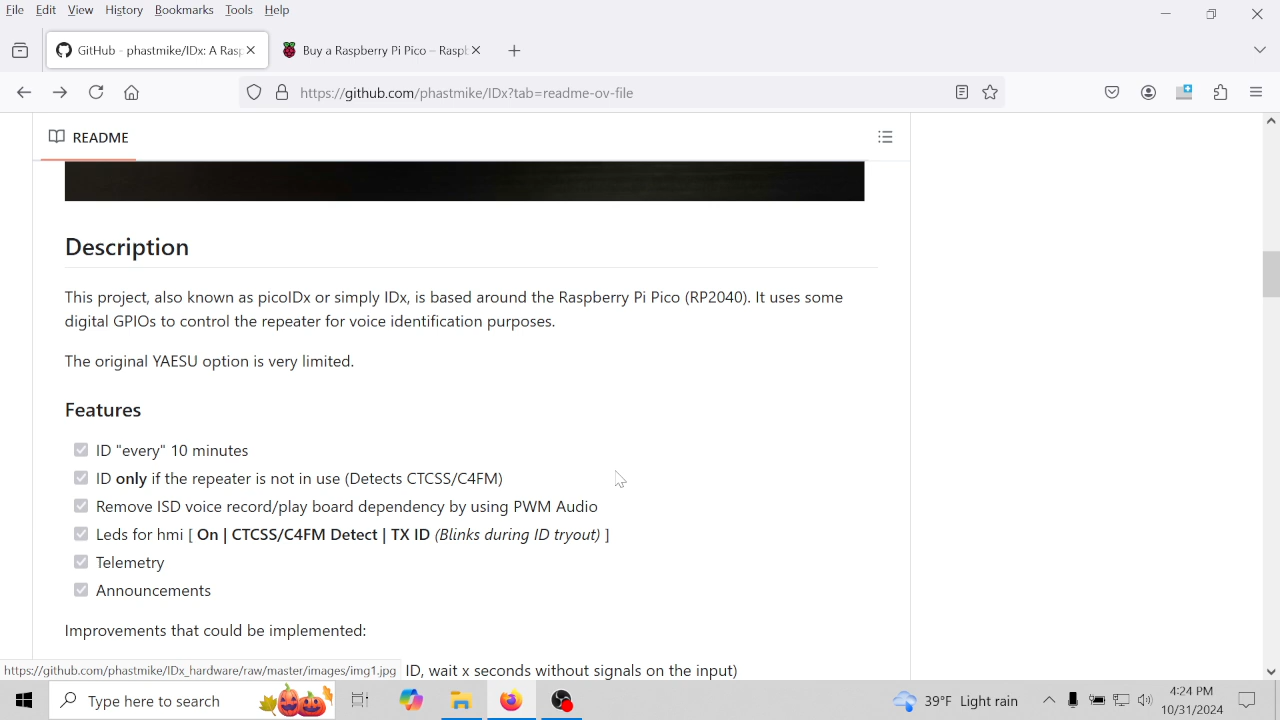 File Edit View History Bookmarks Tools Help
GitHub - phastmike/IDx: A Rasp
Buy a Raspberry Pi Pico – Raspb
https://github.com/phastmike/IDx?tab=readme-ov-file
README
Description
This project, also known as picoIDx or simply IDx, is based around the Raspberry Pi Pico (RP2040). It uses some
digital GPIOs to control the repeater for voice identification purposes.
The original YAESU option is very limited.
Features
ID "every" 10 minutes
ID only if the repeater is not in use (Detects CTCSS/C4FM)
Remove ISD voice record/play board dependency by using PWM Audio
Leds for hmi [ On | CTCSS/C4FM Detect | TX ID (Blinks during ID tryout) ]
Telemetry
Announcements
Improvements that could be implemented:
ID, wait x seconds without signals on the input)
https://github.com/phastmike/IDx_hardware/raw/master/images/img1.jpg
Type here to search
39°F Light rain
4:24 PM
10/31/2024